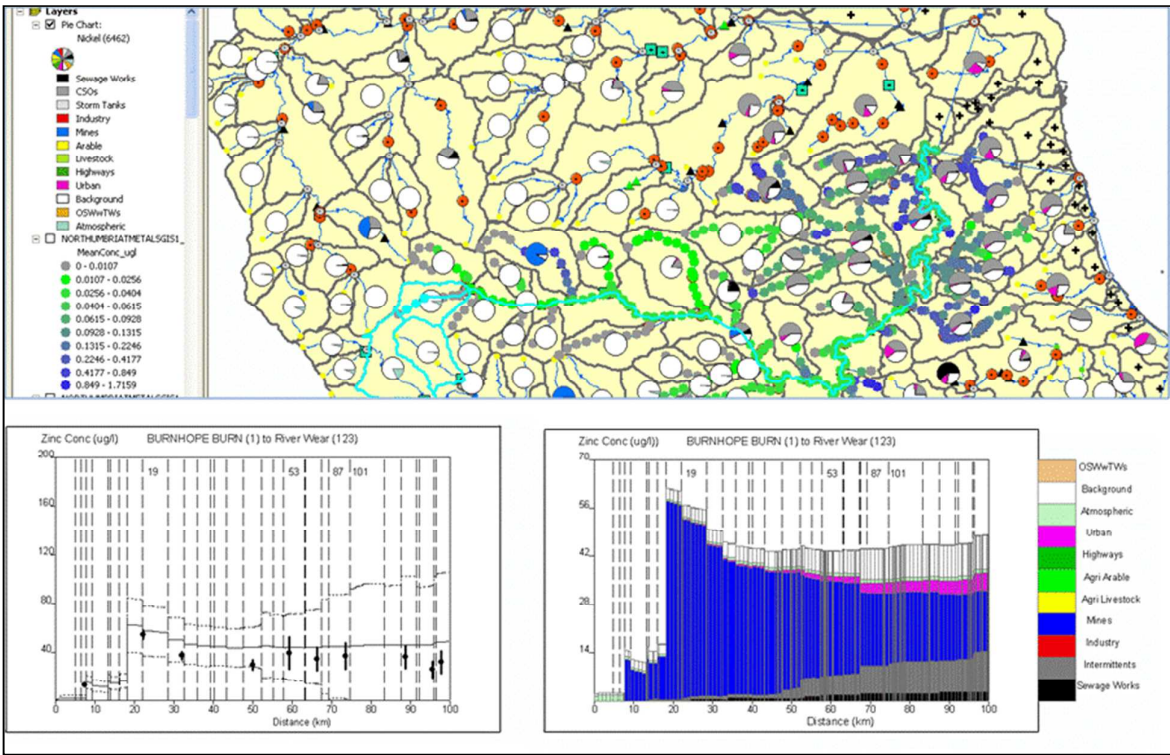 Layers
Pie Chart:
Nickel (6462)
Sewage Works
CSOs
Storm Tanks
Industry
Mines
Arable
Livestock
Highways
Urban
Background
OSWwTWs
Atmospheric
NORTHUMBRIATMETALSGIS1_
MeanConc_ugl
0 - 0.0107
0.0107 - 0.0256
0.0256 - 0.0404
0.0404 - 0.0615
0.0615 - 0.0928
0.0928 - 0.1315
0.1315 - 0.2246
0.2246 - 0.4177
0.4177 - 0.849
0.849 - 1.7159
Zinc Conc (ug/l) BURNHOPE BURN (1) to River Wear (123)
200
19 53 87 101
160
120
80
40
0 10 20 30 40 50 60 70 80 90 100
Distance (km)
Zinc Conc (ug/l)) BURNHOPE BURN (1) to River Wear (123)
70
19 53 87 101
56
42
28
14
0 10 20 30 40 50 60 70 80 90 100
Distance (km)
OSWwTWs
Background
Atmospheric
Urban
Highways
Agri Arable
Agri Livestock
Mines
Industry
Intermittents
Sewage Works